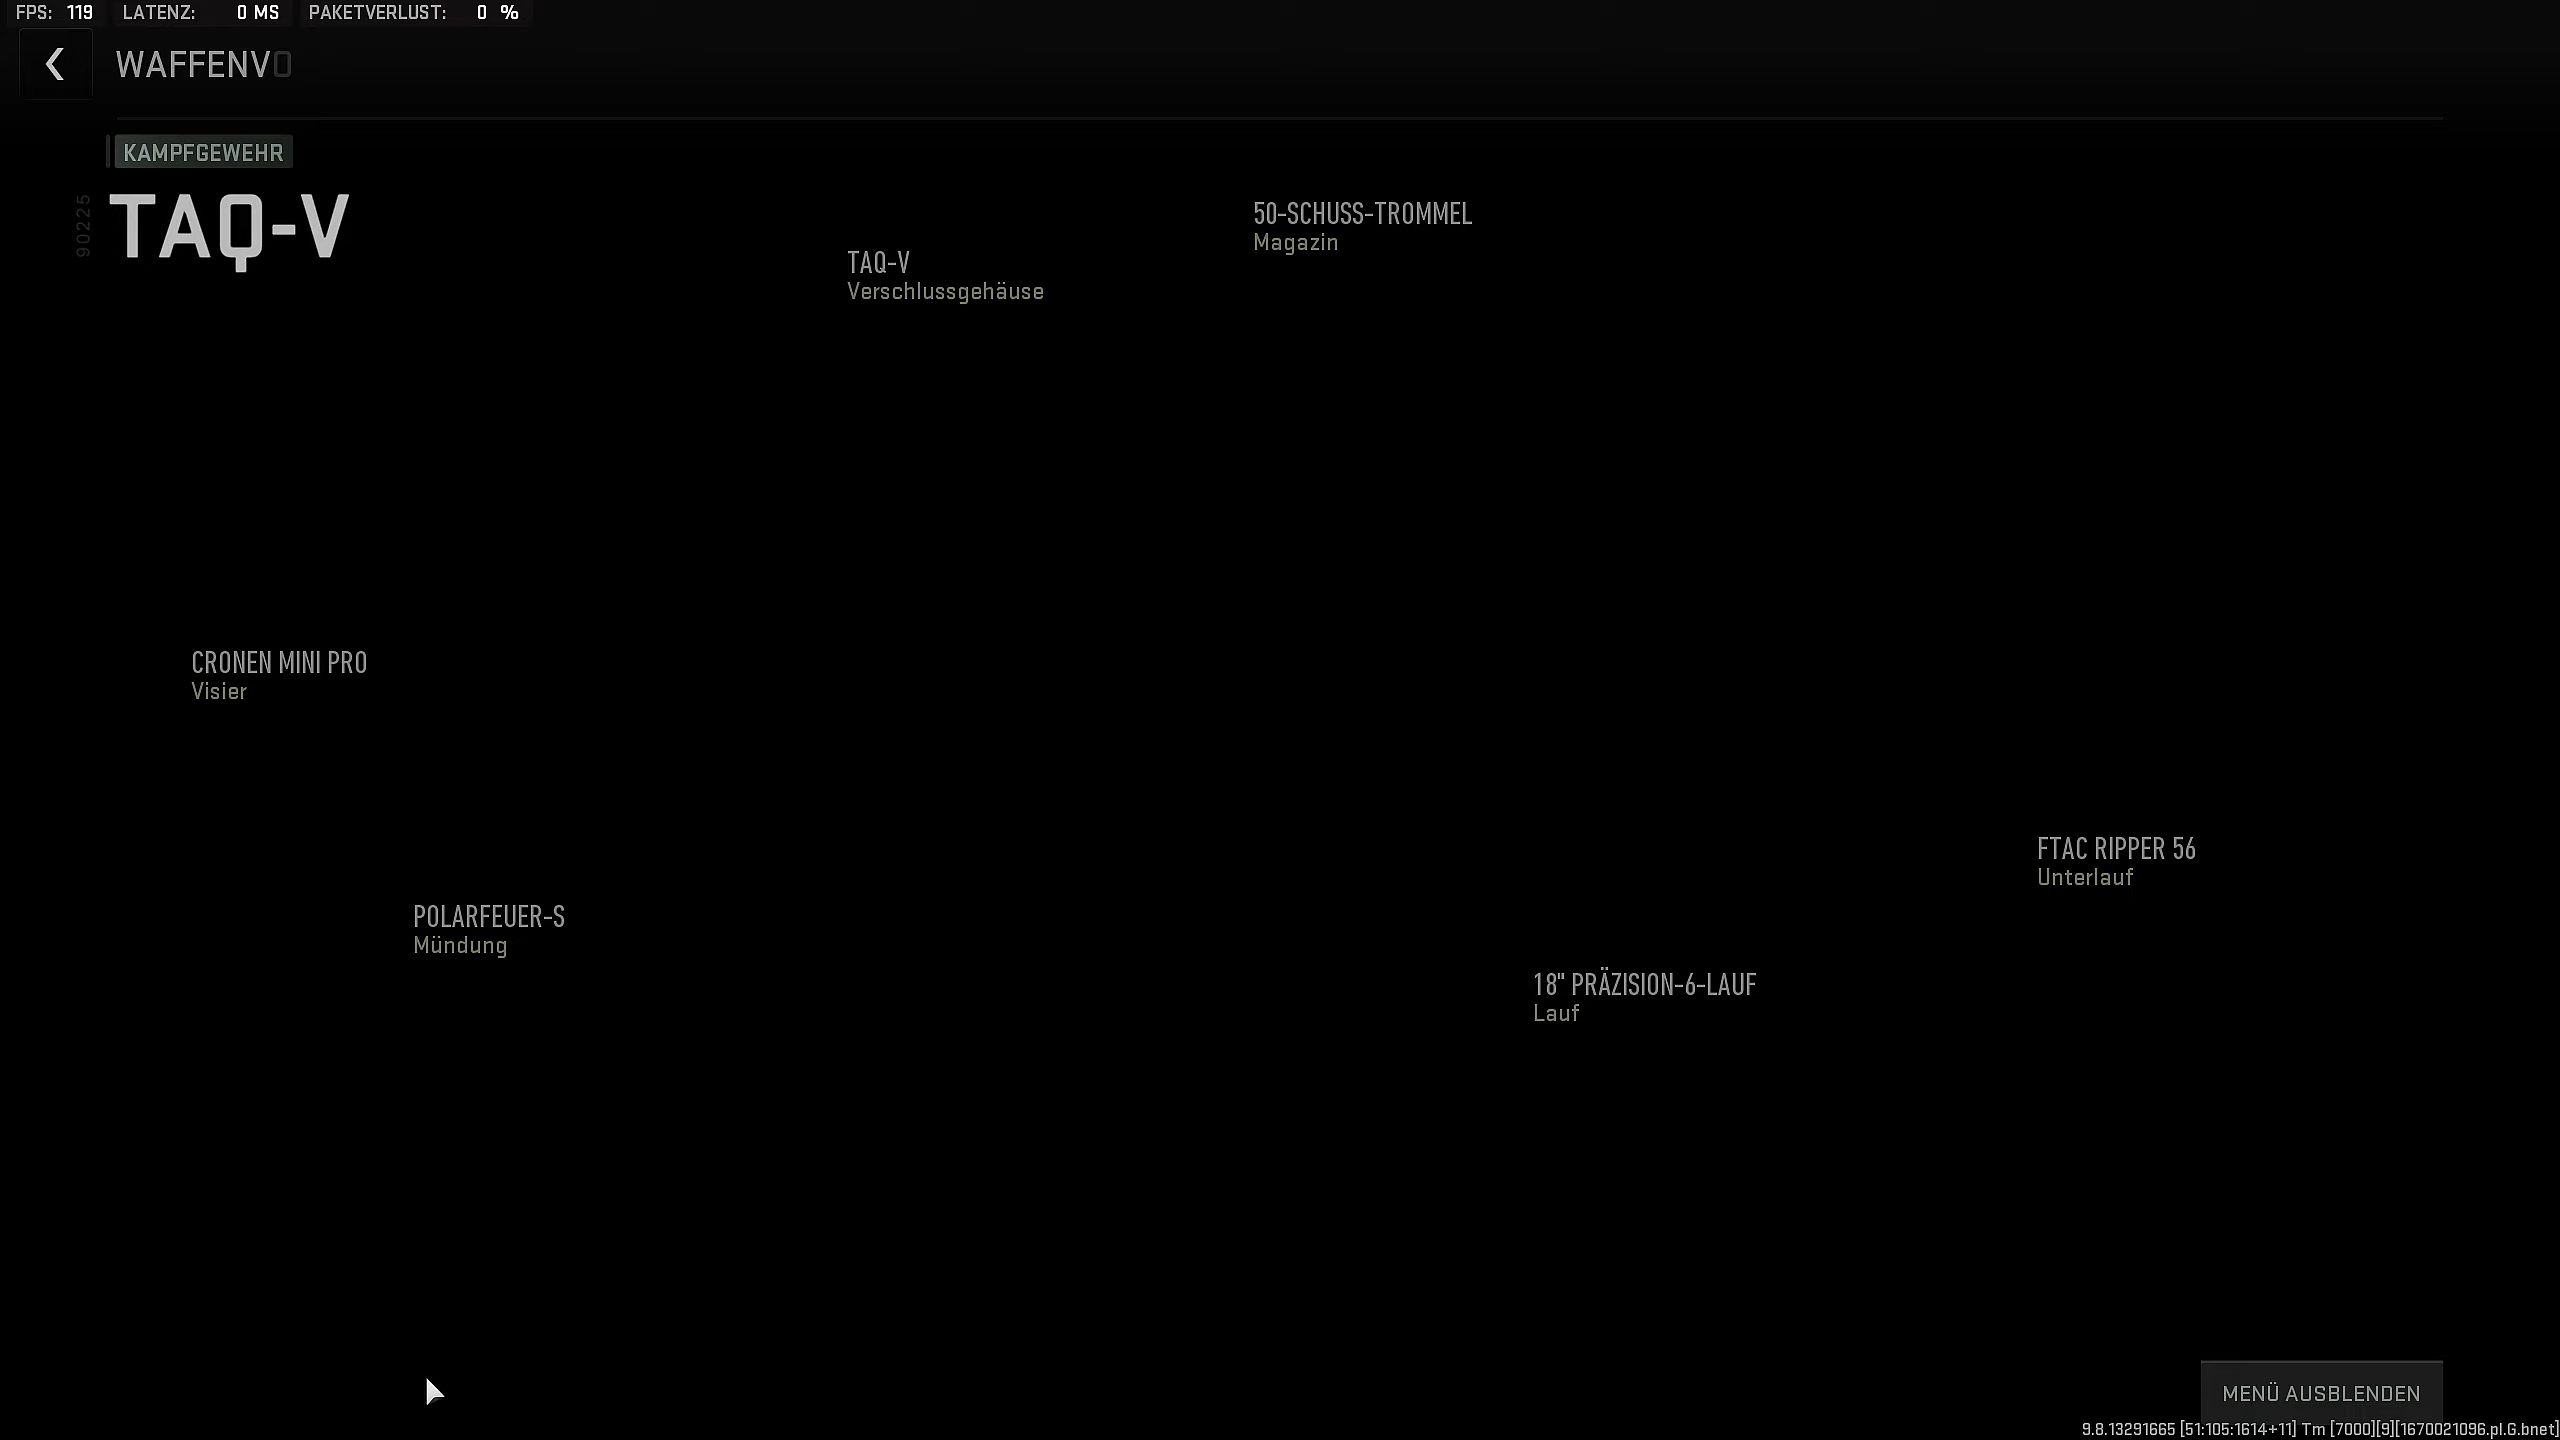 FPS: 119 LATENZ: 0 MS PAKETVERLUST: 0 %
WAFFENV
KAMPFGEWEHR
90225
TAQ-V
50-SCHUSS-TROMMEL
Magazin
TAQ-V
Verschlussgehäuse
CRONEN MINI PRO
Visier
FTAC RIPPER 56
Unterlauf
POLARFEUER-S
Mündung
18" PRÄZISION-6-LAUF
Lauf
MENÜ AUSBLENDEN
9.8.13291665 [51:105:1614+11] Tm [7000][9][1670021096.pl.G.bnet]